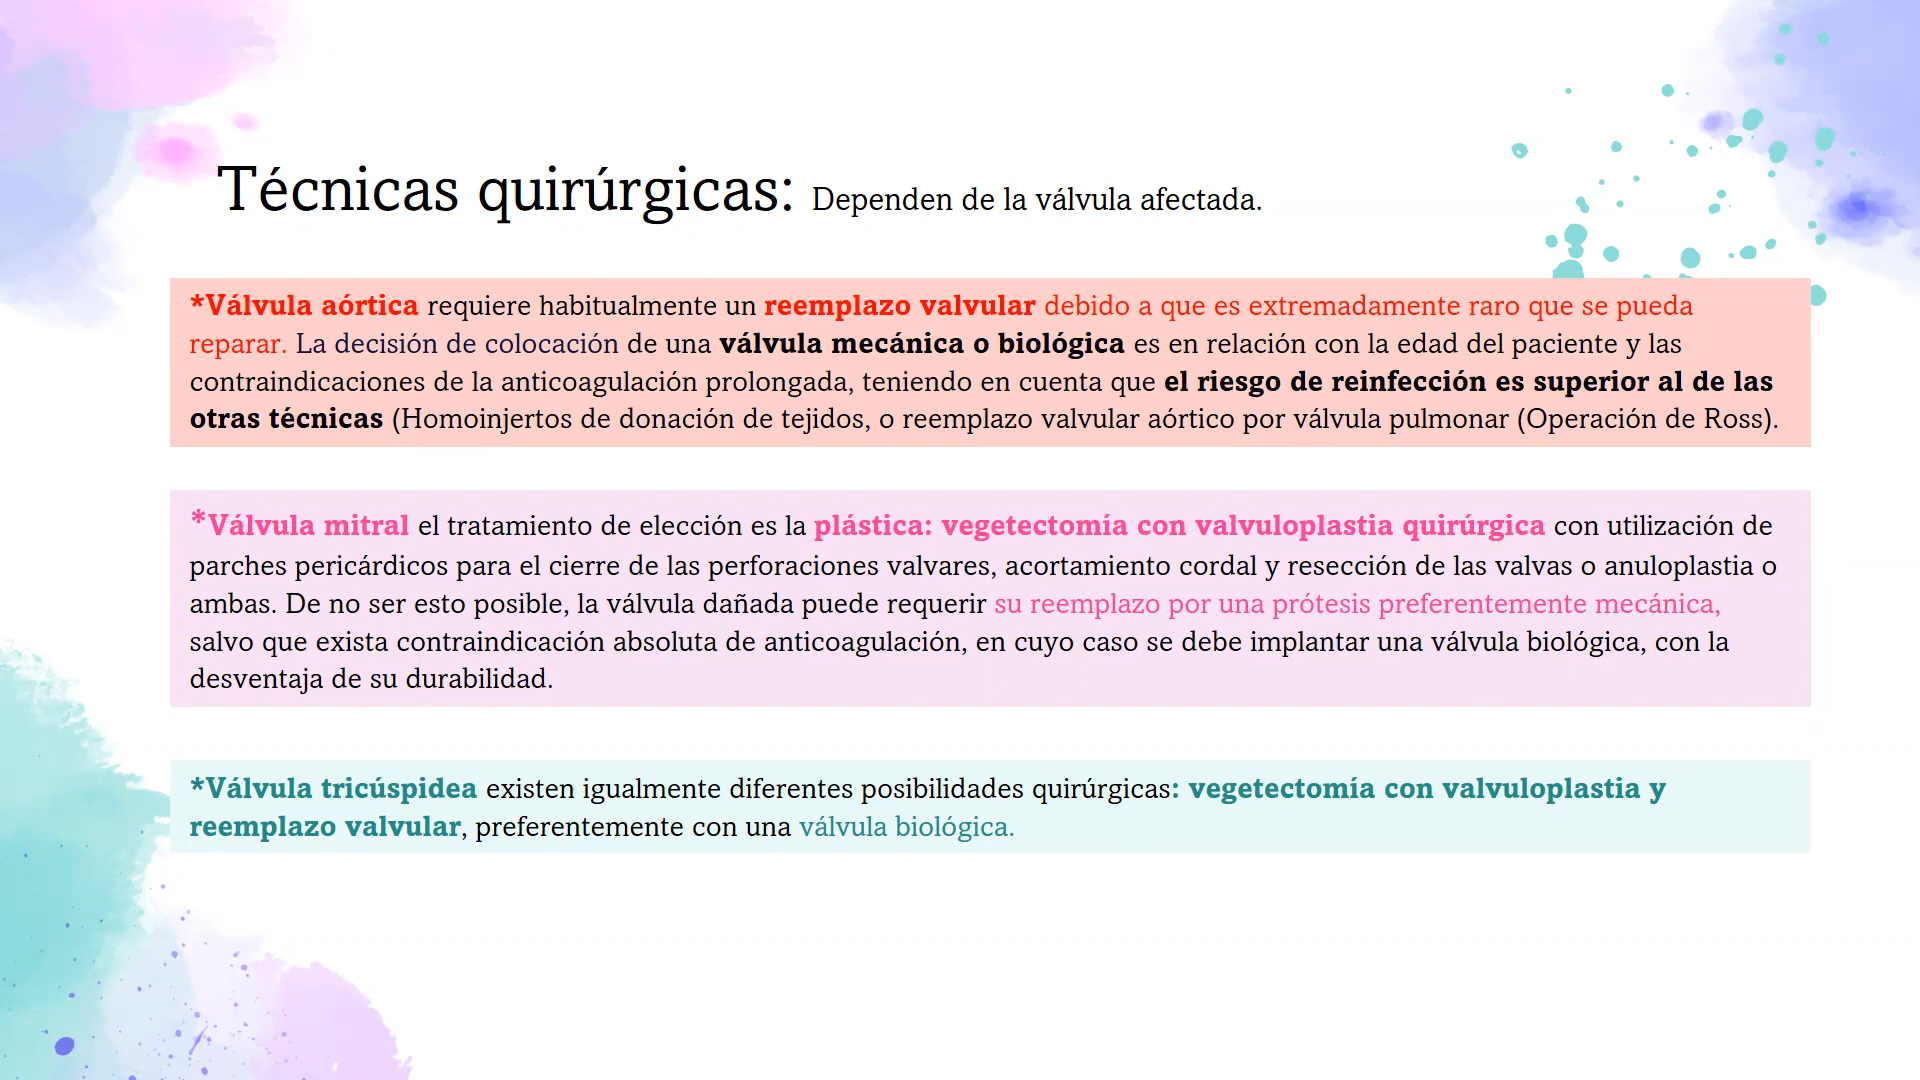 Técnicas quirúrgicas: Dependen de la válvula afectada.
*Válvula aórtica requiere habitualmente un reemplazo valvular debido a que es extremadamente raro que se pueda
reparar. La decisión de colocación de una válvula mecánica o biológica es en relación con la edad del paciente y las
contraindicaciones de la anticoagulación prolongada, teniendo en cuenta que el riesgo de reinfección es superior al de las
otras técnicas (Homoinjertos de donación de tejidos, o reemplazo valvular aórtico por válvula pulmonar (Operación de Ross).
*Válvula mitral el tratamiento de elección es la plástica: vegetectomía con valvuloplastia quirúrgica con utilización de
parches pericárdicos para el cierre de las perforaciones valvares, acortamiento cordal y resección de las valvas o anuloplastia o
ambas. De no ser esto posible, la válvula dañada puede requerir su reemplazo por una prótesis preferentemente mecánica,
salvo que exista contraindicación absoluta de anticoagulación, en cuyo caso se debe implantar una válvula biológica, con la
desventaja de su durabilidad.
*Válvula tricúspidea existen igualmente diferentes posibilidades quirúrgicas: vegetectomía con valvuloplastia y
reemplazo valvular, preferentemente con una válvula biológica.